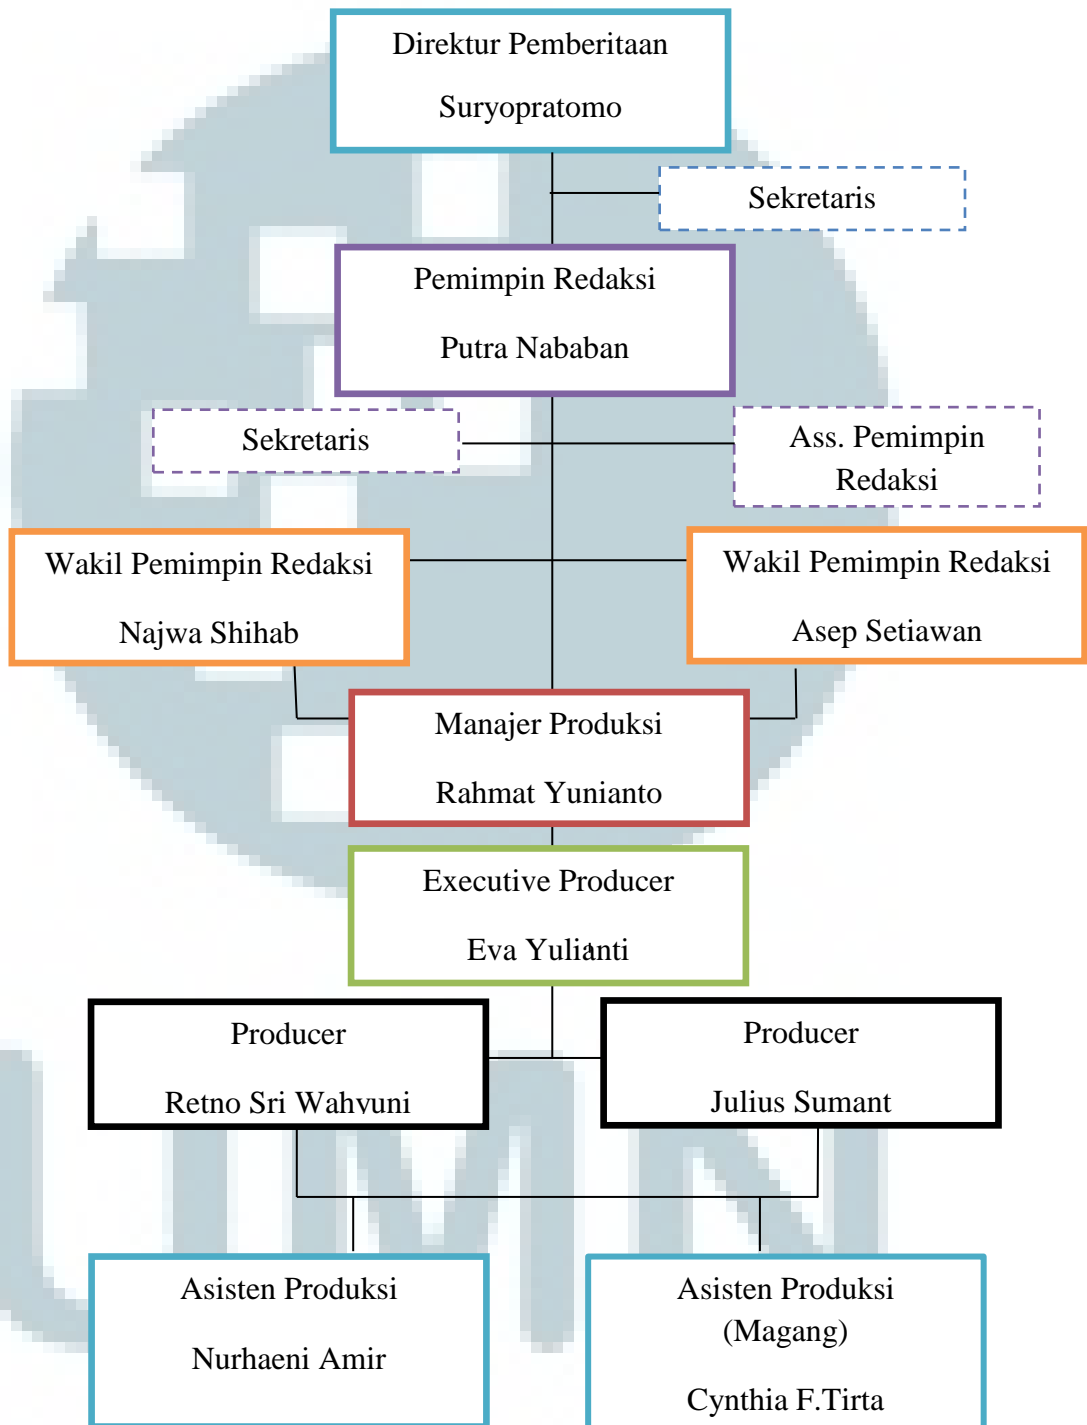 Direktur Pemberitaan
Suryopratomo
Sekretaris
Pemimpin Redaksi
Putra Nababan
Sekretaris
Ass. Pemimpin
Redaksi
Wakil Pemimpin Redaksi
Najwa Shihab
Wakil Pemimpin Redaksi
Asep Setiawan
Manajer Produksi
Rahmat Yunianto
Executive Producer
Eva Yulianti
Producer
Retno Sri Wahyuni
Producer
Julius Sumant
Asisten Produksi
Nurhaeni Amir
Asisten Produksi
(Magang)
Cynthia F.Tirta
UMN